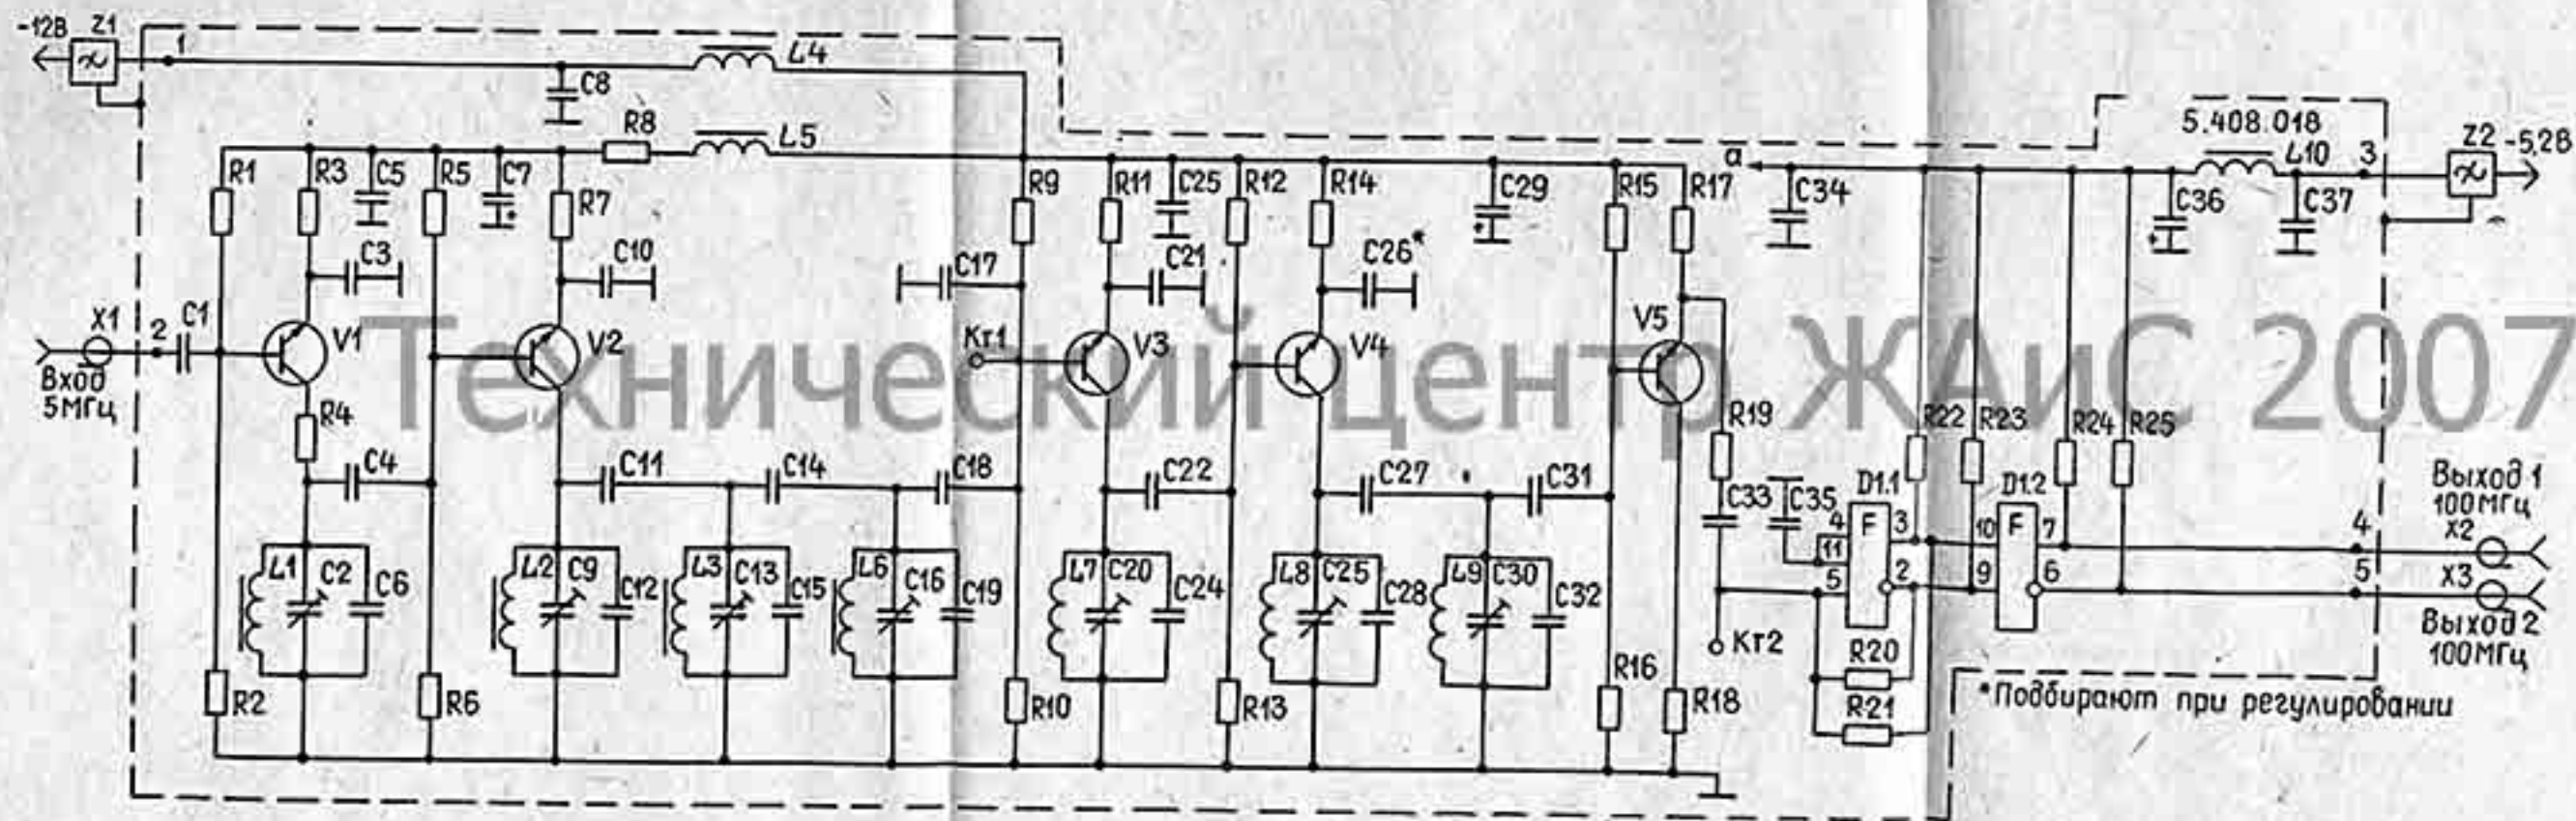 -12В Z1
1
L4
C8
R8 L5
5.408.018
L10 3 Z2 -5,2В
a
R1 R3 C5 R5 C7 * R7
R9 R11 C25 R12 R14 C29 * R15 R17 C34
C36 * C37
C3 C10 C17 C21 C26*
X1 2 C1
V1 V2 Кт1 V3 V4 V5
Вход
5МГц
Технический центр ЖАиС 2007
R4 C4 C11 C14 C18 C22 C27 C31
R19 R22 R23 R24 R25
C33 C35 D1.1 D1.2
4 F 3 10 F 7 4
11
5 2 9 6 5
Выход 1
100МГц
X2
X3
Выход 2
100МГц
L1 C2 C6 L2 C9 C12 L3 C13 C15 L6 C16 C19 L7 C20 C24 L8 C25 C28 L9 C30 C32
Кт2
R20
R21
R2 R6 R10 R13 R16 R18
*Подбирают при регулировании